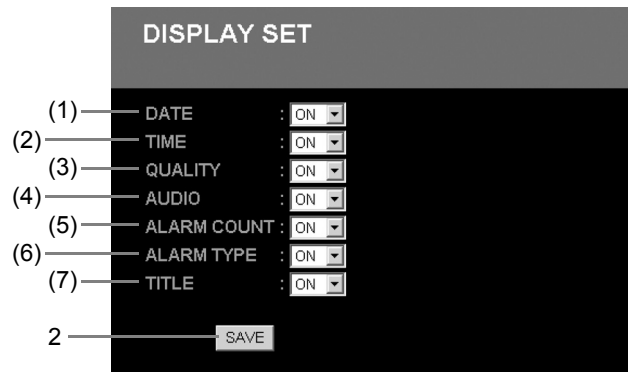 DISPLAY SET
(1) DATE : ON
(2) TIME : ON
(3) QUALITY : ON
(4) AUDIO : ON
(5) ALARM COUNT : ON
(6) ALARM TYPE : ON
(7) TITLE : ON
2 SAVE